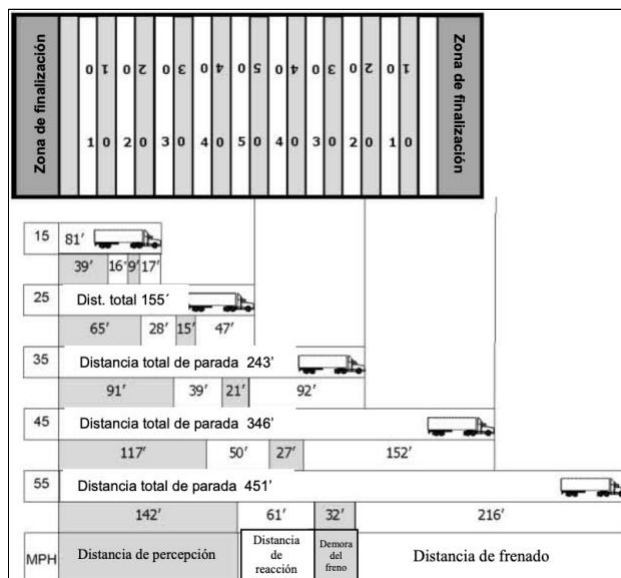 Zona de finalización
0 1 0 2 0 3 0 4 0 5 0 4 0 3 0 2 0 1
1 0 2 0 3 0 4 0 5 0 4 0 3 0 2 0 1 0
Zona de finalización
15
81’
39’ 16’ 9’ 17’
25
Dist. total 155´
65’ 28’ 15’ 47’
35
Distancia total de parada 243’
91’ 39’ 21’ 92’
45
Distancia total de parada 346’
117’ 50’ 27’ 152’
55
Distancia total de parada 451’
142’ 61’ 32’ 216’
MPH
Distancia de percepción
Distancia
de
reacción
Demora
del
freno
Distancia de frenado